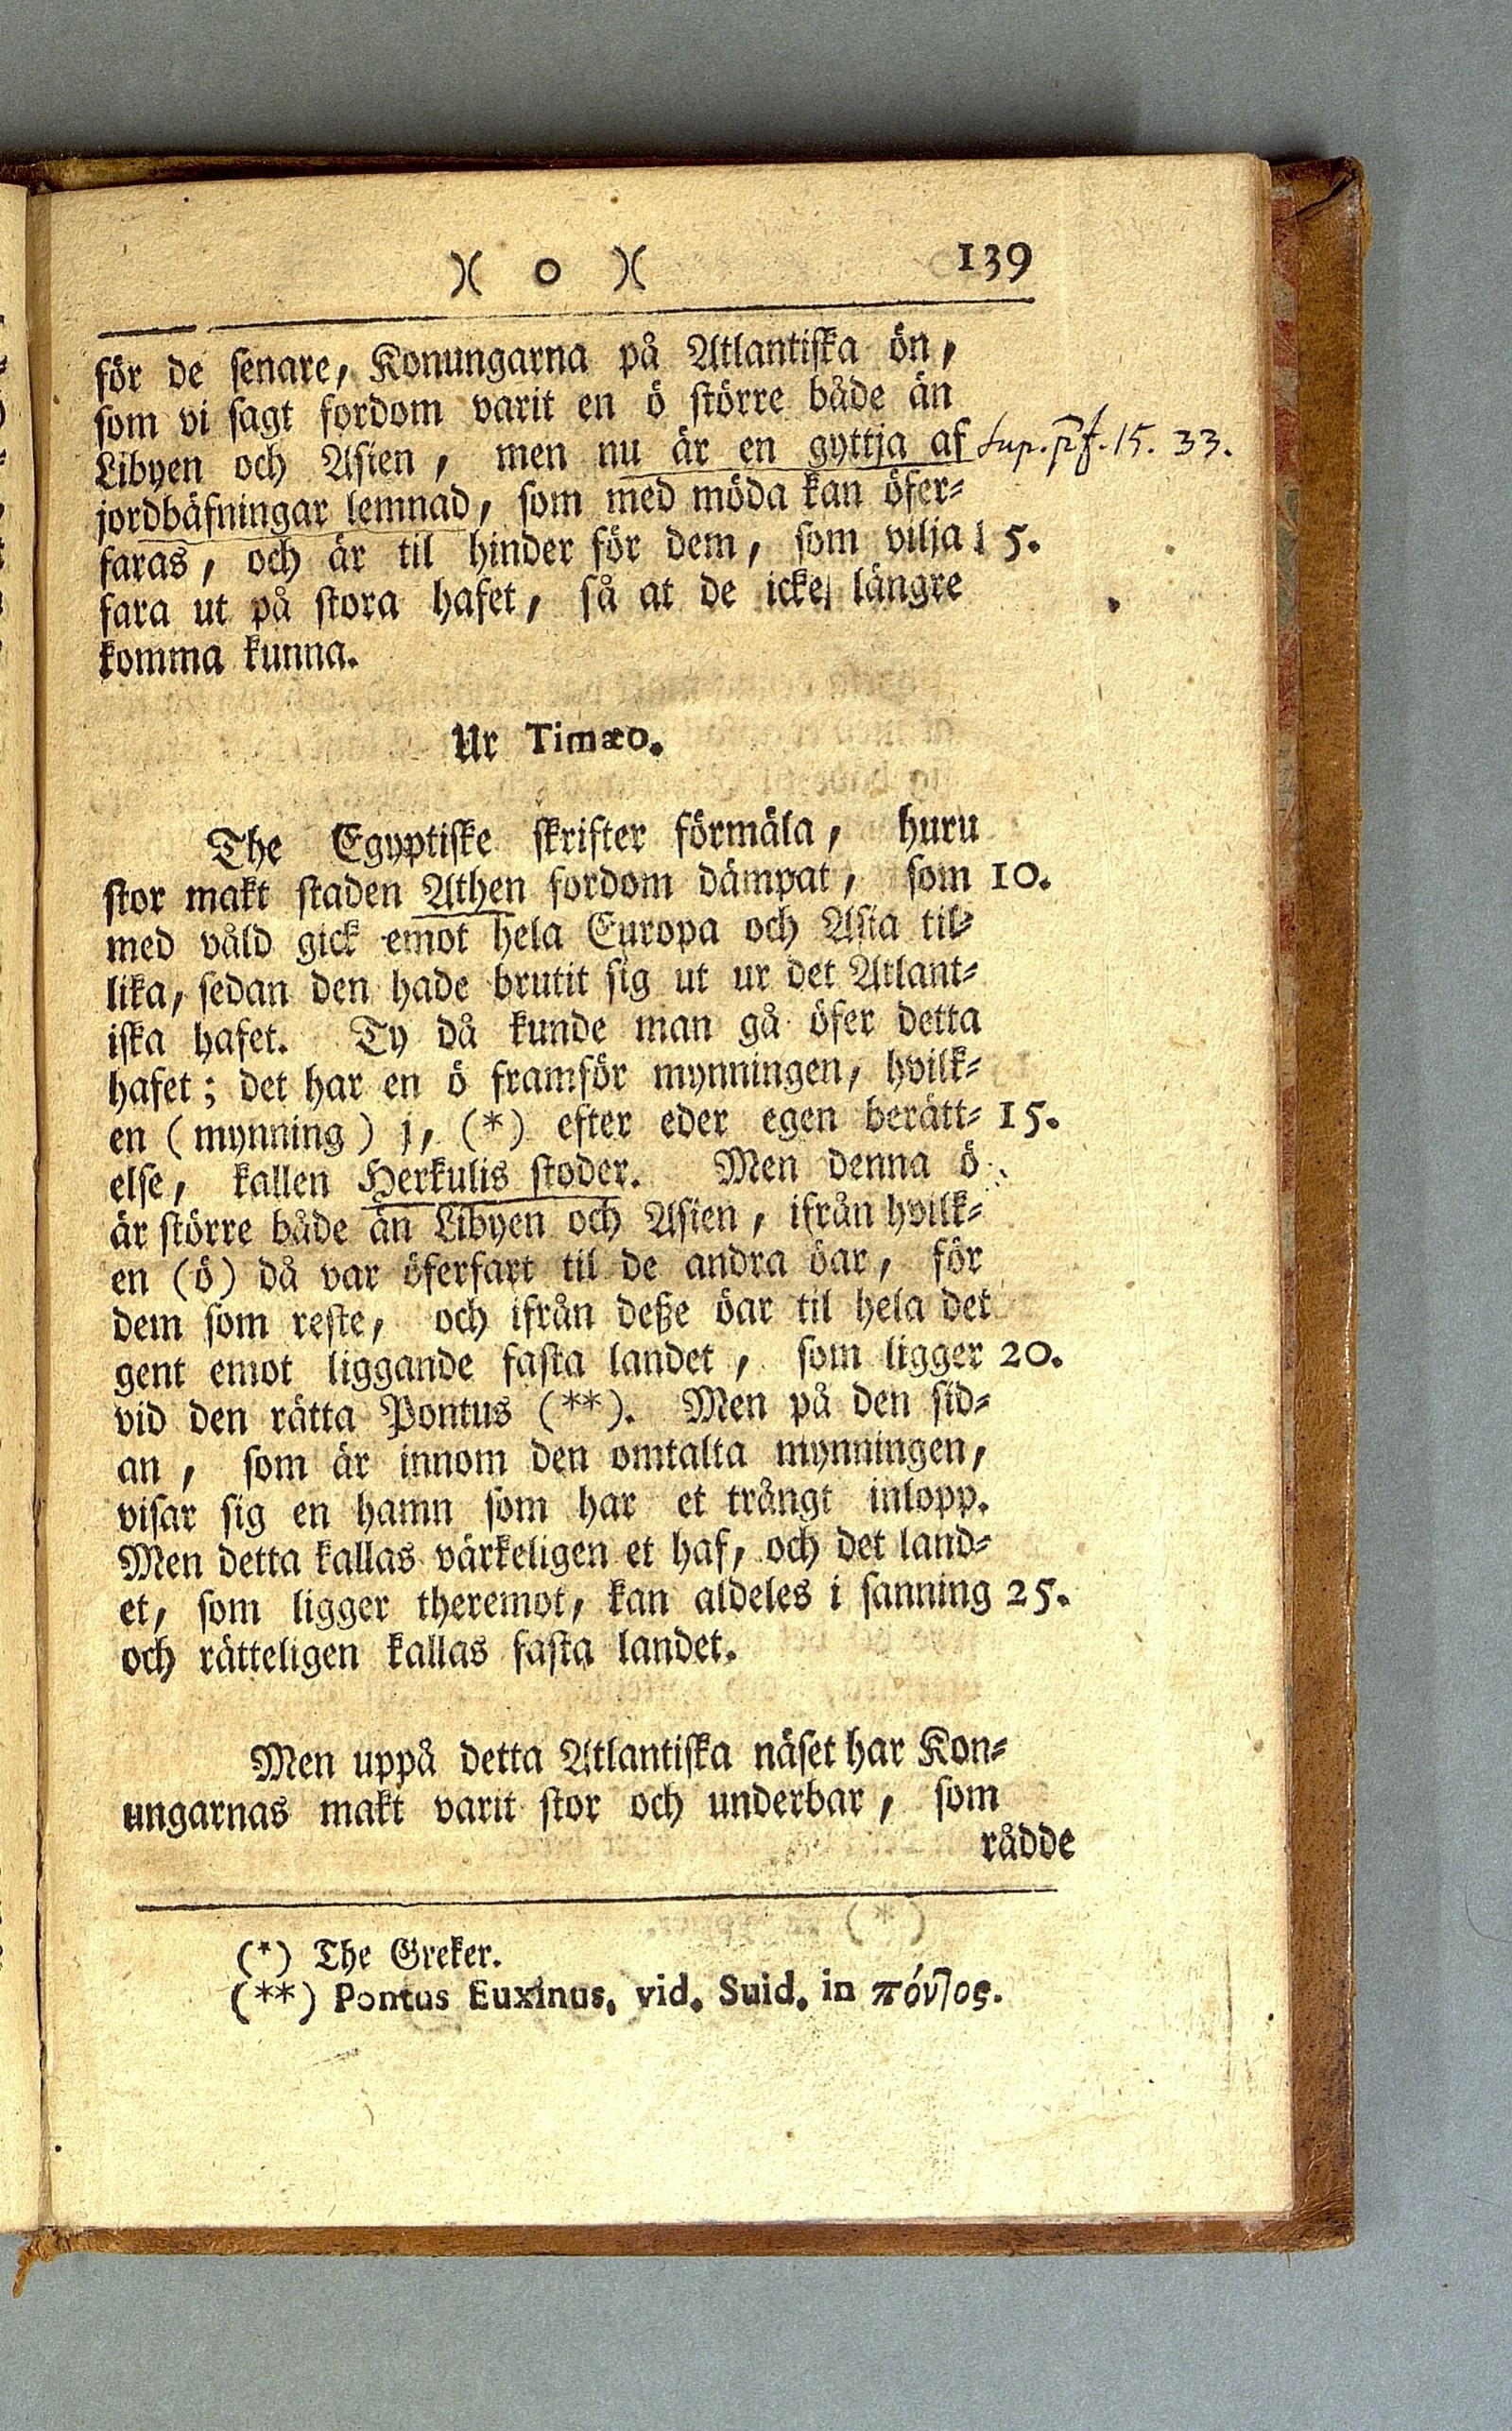 )( o )( 139
för de senare, Konungarna på Atlantiska ön,
som vi sagt fordom varit en ö större både än
Libyen och Asien, men nu är en gyttja af Sup. 15. 33.
jordbäfningar lemnad, som med möda kan öfer-
faras, och är til hinder för dem, som vilja 5.
fara ut på stora hafet, så at de icke längre
komma kunna.
Ur Timæo.
The Egyptiske skrifter förmäla, huru
stor makt staden Athen fordom dämpat, som 10.
med våld gick emot hela Europa och Asia til-
lika, sedan den hade brutit sig ut ur det Atlant-
iska hafet. Ty då kunde man gå öfer detta
hafet; det har en ö framför mynningen, hvilk-
en (mynning) j, (*) efter eder egen berätt- 15.
else, kallen Herkulis stoder. Men denna ö
är större både än Libyen och Asien, ifrån hvilk-
en (ö) då var öferfart til de andra öar, för
dem som reste, och ifrån deße öar til hela det
gent emot liggande fasta landet, som ligger 20.
vid den rätta Pontus (**). Men på den sid-
an, som är innom den omtalta mynningen,
visar sig en hamn som har et trångt inlopp.
Men detta kallas värkeligen et haf, och det land-
et, som ligger theremot, kan aldeles i sanning 25.
och rätteligen kallas fasta landet.
Men uppå detta Atlantiska näset har Kon-
ungarnas makt varit stor och underbar, som
rådde
(*) The Greker.
(**) Pontus Euxinus, vid. Suid. in πόντος.